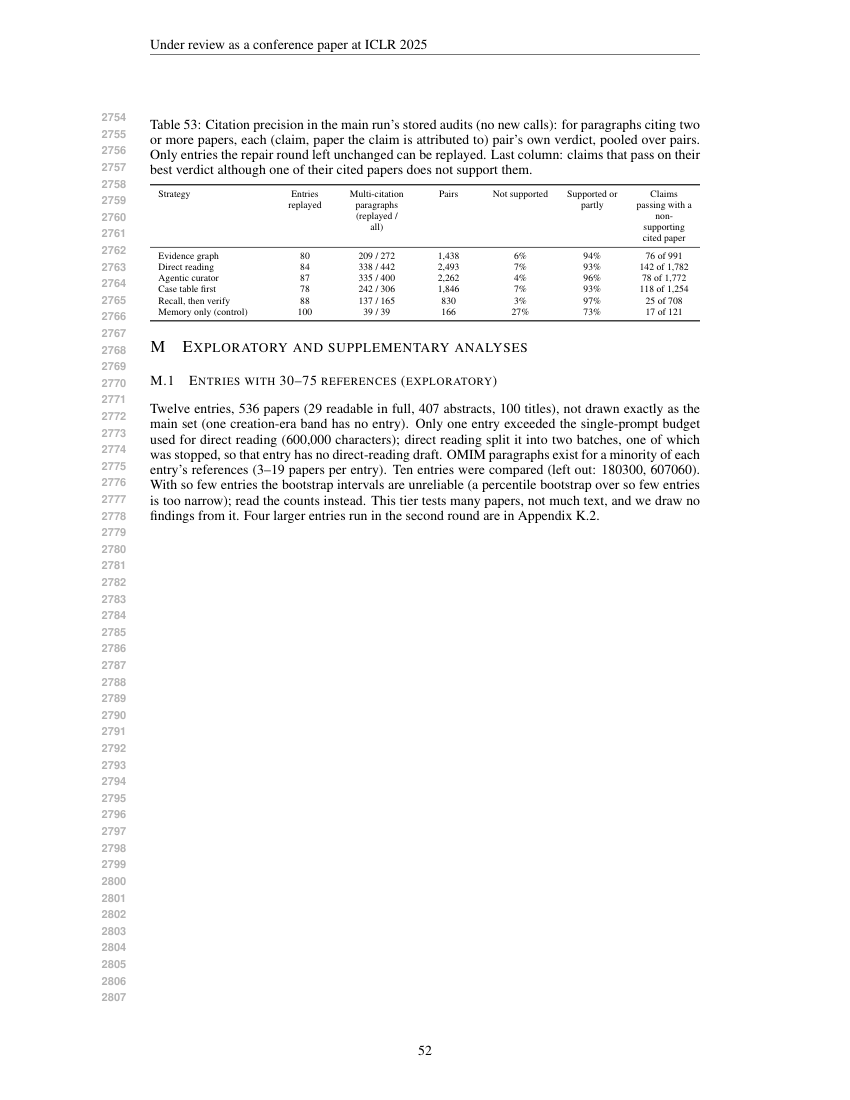 Under review as a conference paper at ICLR 2025
2754
2755
2756
2757
2758
2759
2760
2761
2762
2763
2764
2765
2766
2767
2768
2769
2770
2771
2772
2773
2774
2775
2776
2777
2778
2779
2780
2781
2782
2783
2784
2785
2786
2787
2788
2789
2790
2791
2792
2793
2794
2795
2796
2797
2798
2799
2800
2801
2802
2803
2804
2805
2806
2807
Table 53: Citation precision in the main run's stored audits (no new calls): for paragraphs citing two
or more papers, each (claim, paper the claim is attributed to) pair's own verdict, pooled over pairs.
Only entries the repair round left unchanged can be replayed. Last column: claims that pass on their
best verdict although one of their cited papers does not support them.
Strategy Entries replayed Multi-citation paragraphs (replayed / all) Pairs Not supported Supported or partly Claims passing with a non-supporting cited paper
Evidence graph 80 209 / 272 1,438 6% 94% 76 of 991
Direct reading 84 338 / 442 2,493 7% 93% 142 of 1,782
Agentic curator 87 335 / 400 2,262 4% 96% 78 of 1,772
Case table first 78 242 / 306 1,846 7% 93% 118 of 1,254
Recall, then verify 88 137 / 165 830 3% 97% 25 of 708
Memory only (control) 100 39 / 39 166 27% 73% 17 of 121
M EXPLORATORY AND SUPPLEMENTARY ANALYSES
M.1 ENTRIES WITH 30–75 REFERENCES (EXPLORATORY)
Twelve entries, 536 papers (29 readable in full, 407 abstracts, 100 titles), not drawn exactly as the
main set (one creation-era band has no entry). Only one entry exceeded the single-prompt budget
used for direct reading (600,000 characters); direct reading split it into two batches, one of which
was stopped, so that entry has no direct-reading draft. OMIM paragraphs exist for a minority of each
entry's references (3–19 papers per entry). Ten entries were compared (left out: 180300, 607060).
With so few entries the bootstrap intervals are unreliable (a percentile bootstrap over so few entries
is too narrow); read the counts instead. This tier tests many papers, not much text, and we draw no
findings from it. Four larger entries run in the second round are in Appendix K.2.
52